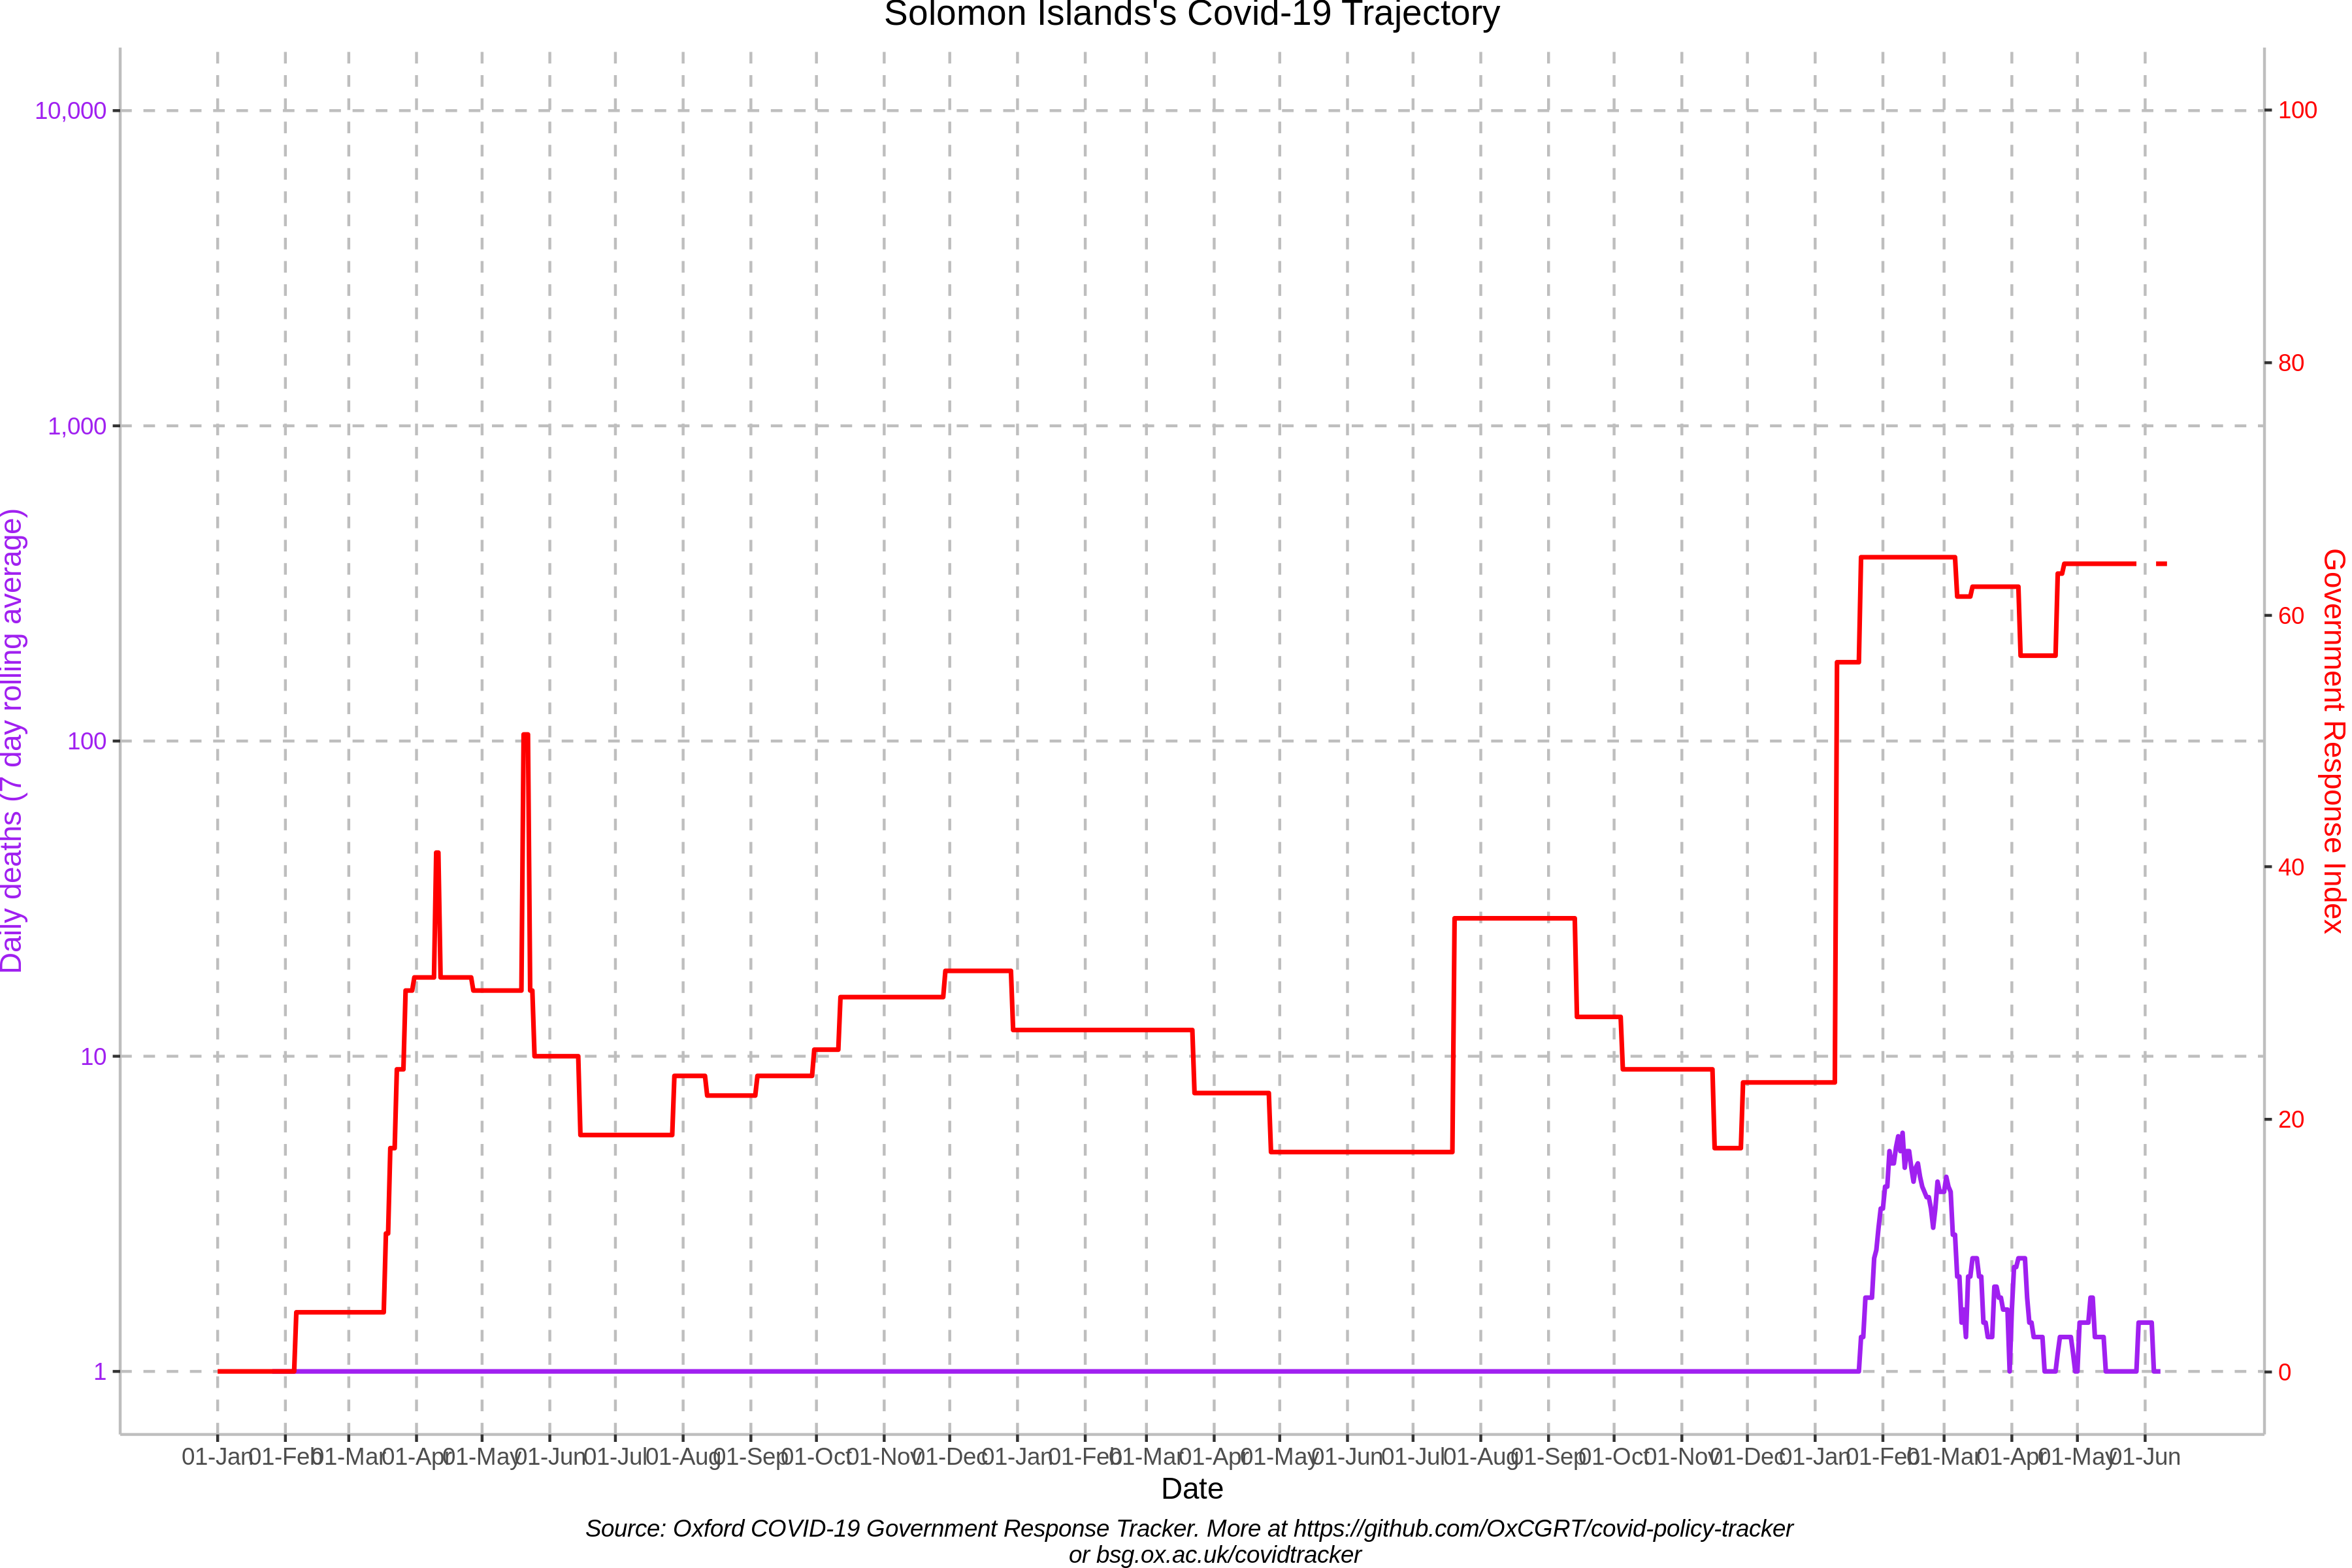 Solomon Islands's Covid-19 Trajectory
10,000
1,000
100
10
1
Daily deaths (7 day rolling average)
100
80
60
40
20
0
Government Response Index
01-Jan 01-Feb 01-Mar 01-Apr 01-May 01-Jun 01-Jul 01-Aug 01-Sep 01-Oct 01-Nov 01-Dec 01-Jan 01-Feb 01-Mar 01-Apr 01-May 01-Jun 01-Jul 01-Aug 01-Sep 01-Oct 01-Nov 01-Dec 01-Jan 01-Feb 01-Mar 01-Apr 01-May 01-Jun
Date
Source: Oxford COVID-19 Government Response Tracker. More at https://github.com/OxCGRT/covid-policy-tracker
or bsg.ox.ac.uk/covidtracker